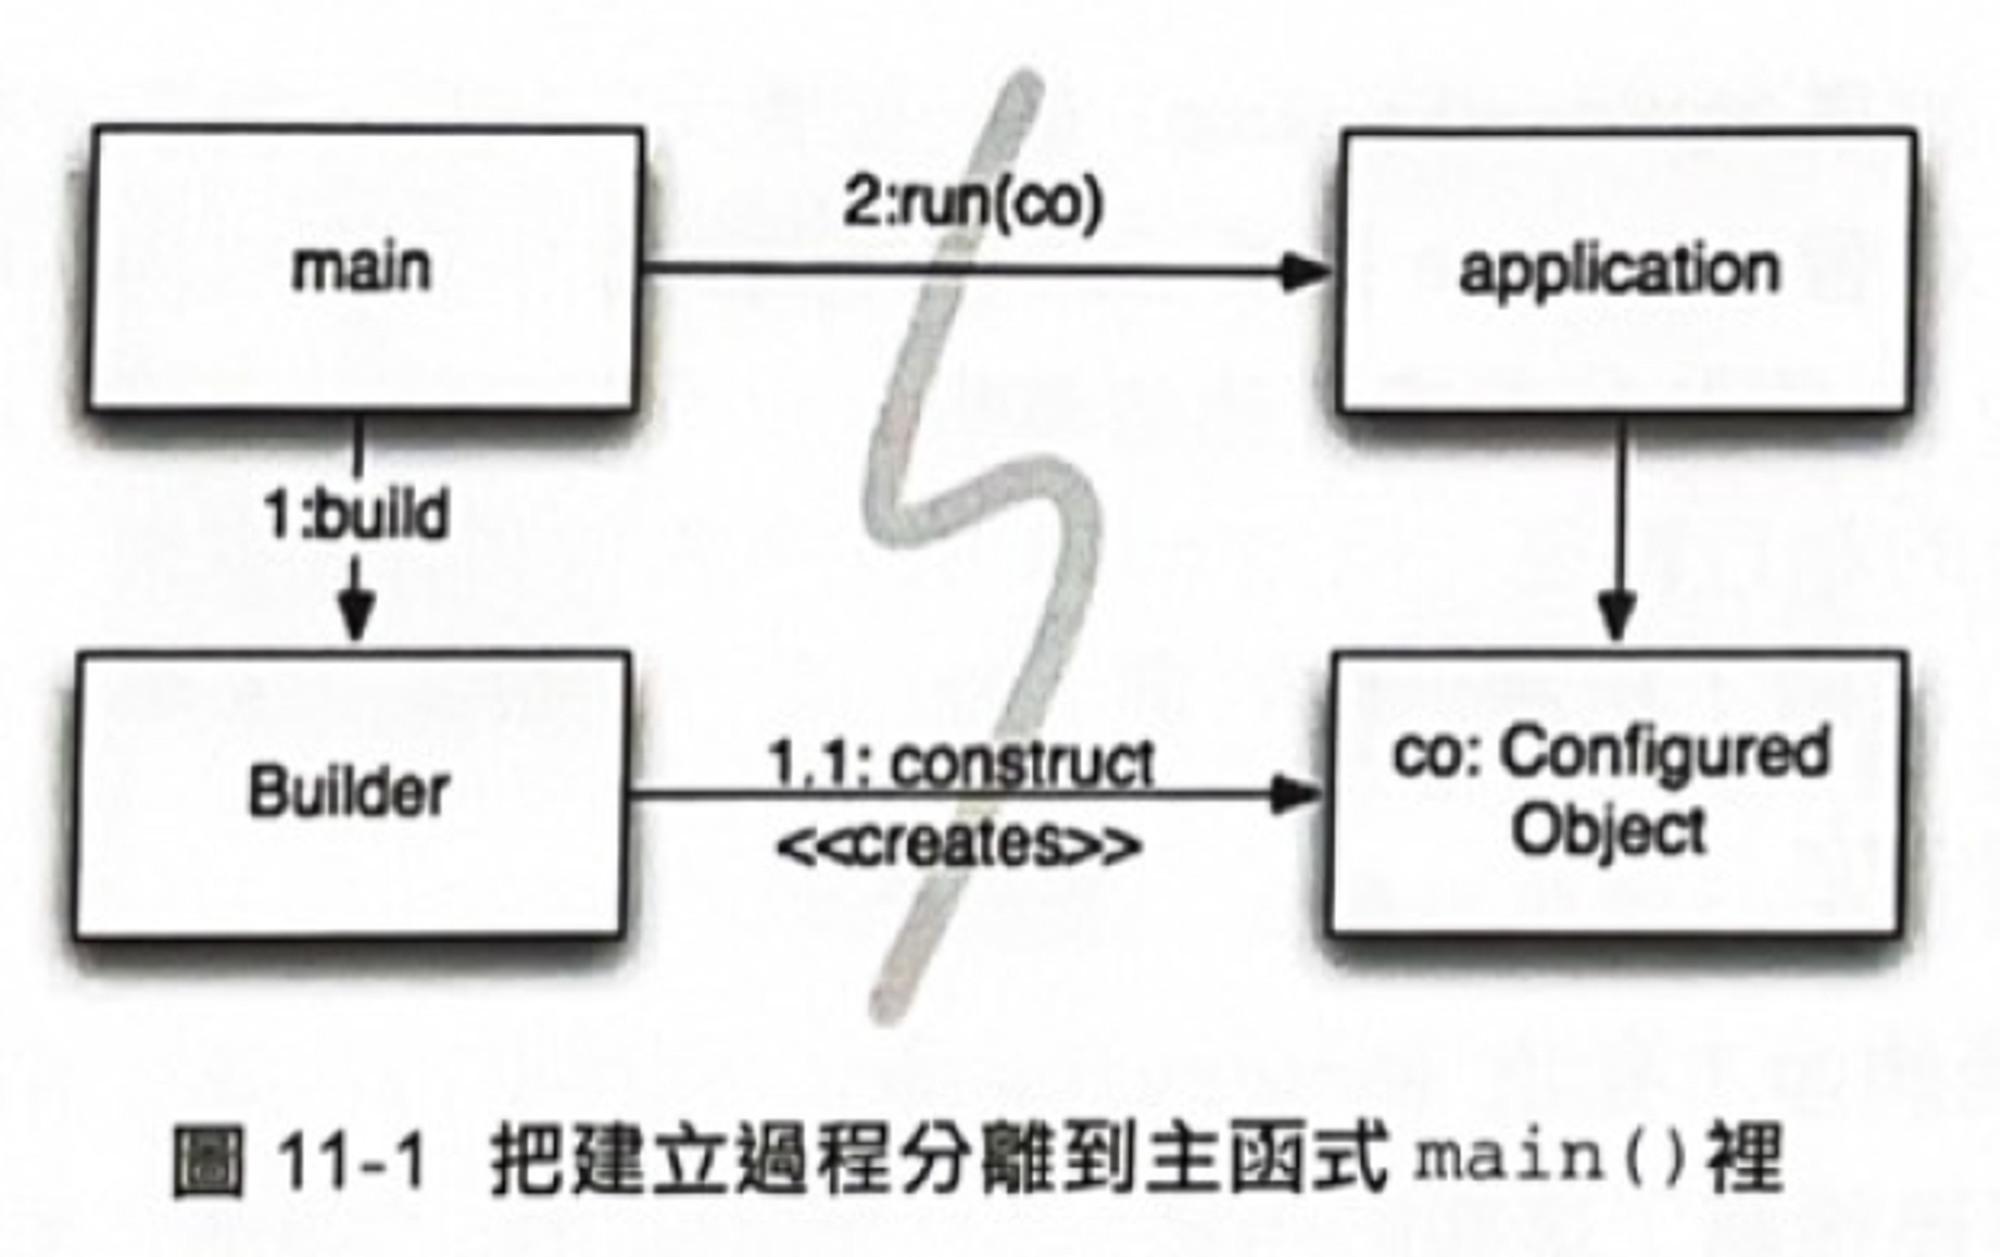 2:run(co)
main
application
1:build
Builder
1.1: construct
<<creates>>
co: Configured
Object
圖 11-1 把建立過程分離到主函式 main()裡